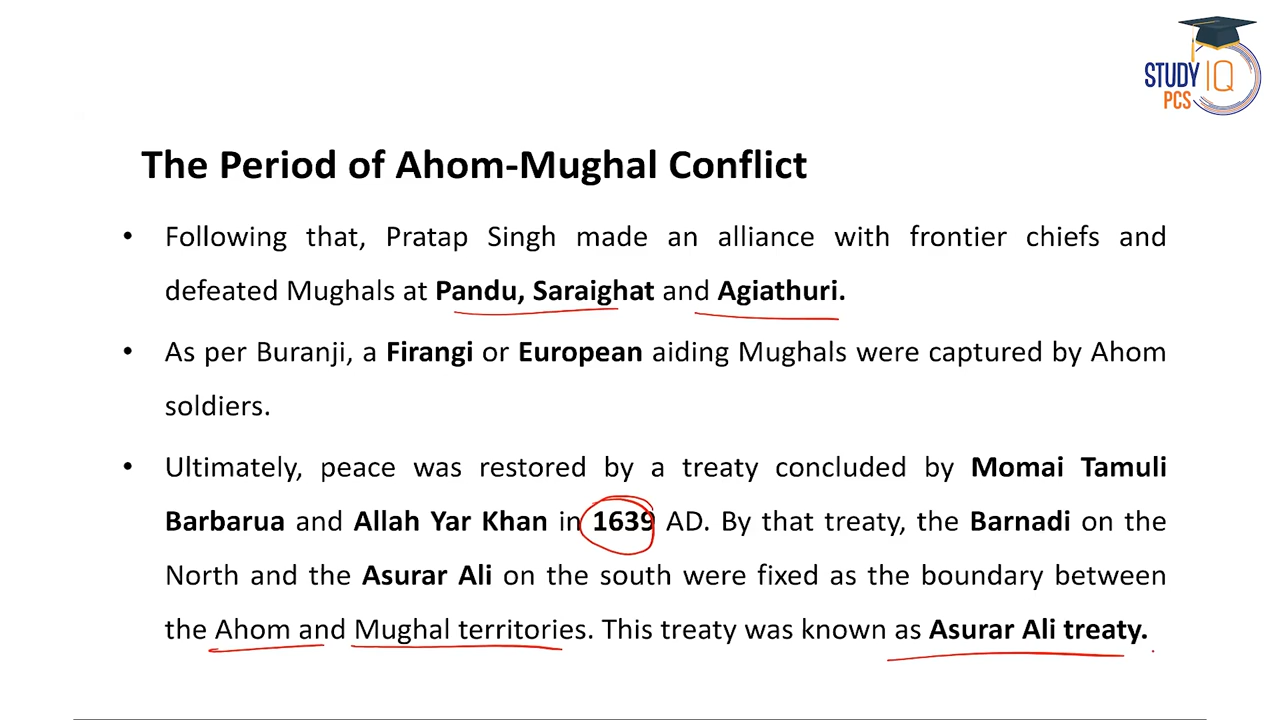 STUDY IQ
PCS
The Period of Ahom-Mughal Conflict
• Following that, Pratap Singh made an alliance with frontier chiefs and
defeated Mughals at Pandu, Saraighat and Agiathuri.
• As per Buranji, a Firangi or European aiding Mughals were captured by Ahom
soldiers.
• Ultimately, peace was restored by a treaty concluded by Momai Tamuli
Barbarua and Allah Yar Khan in 1639 AD. By that treaty, the Barnadi on the
North and the Asurar Ali on the south were fixed as the boundary between
the Ahom and Mughal territories. This treaty was known as Asurar Ali treaty.